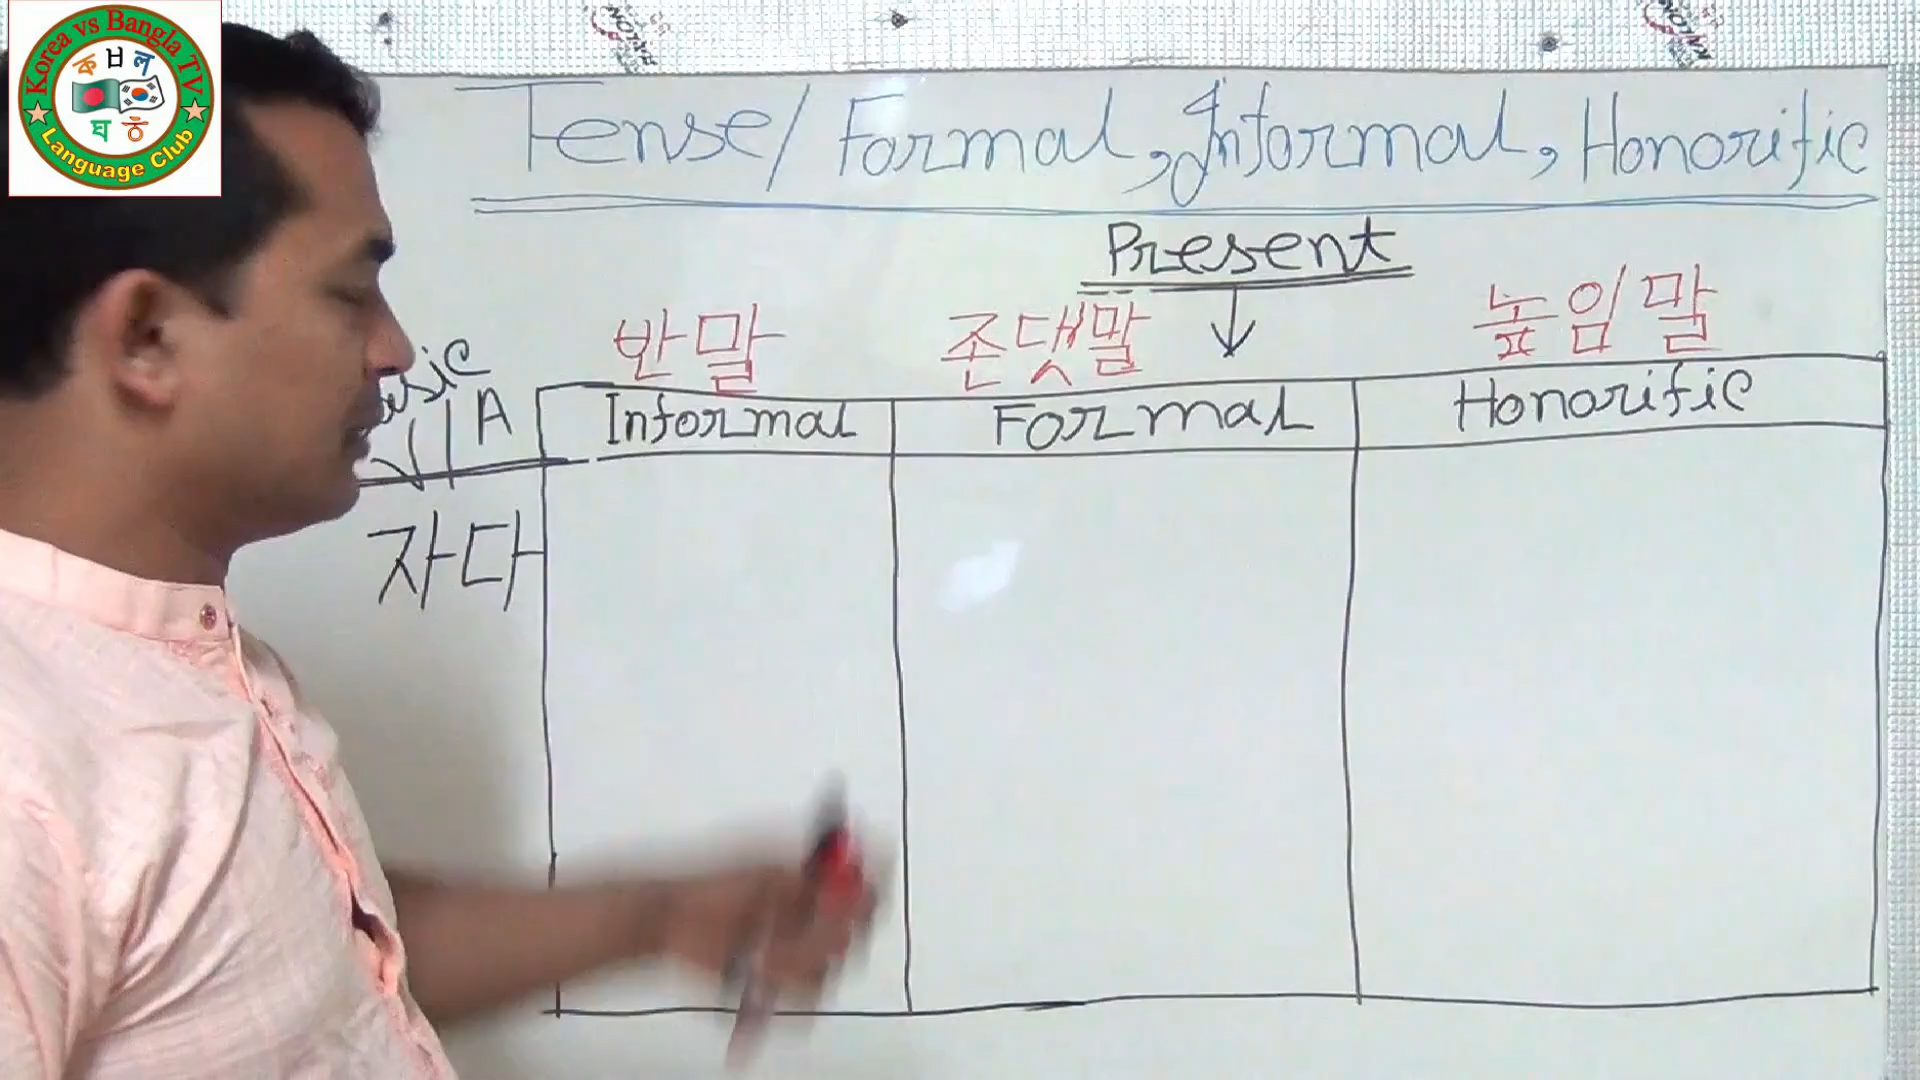 Korea vs Bangla TV
ক ㅂ ㅐ ল
ঘ ঠ
Language Club
Tense/Formal, Informal, Honorific
Present
반말 존댓말 높임말
V/A Informal Formal Honorific
자다